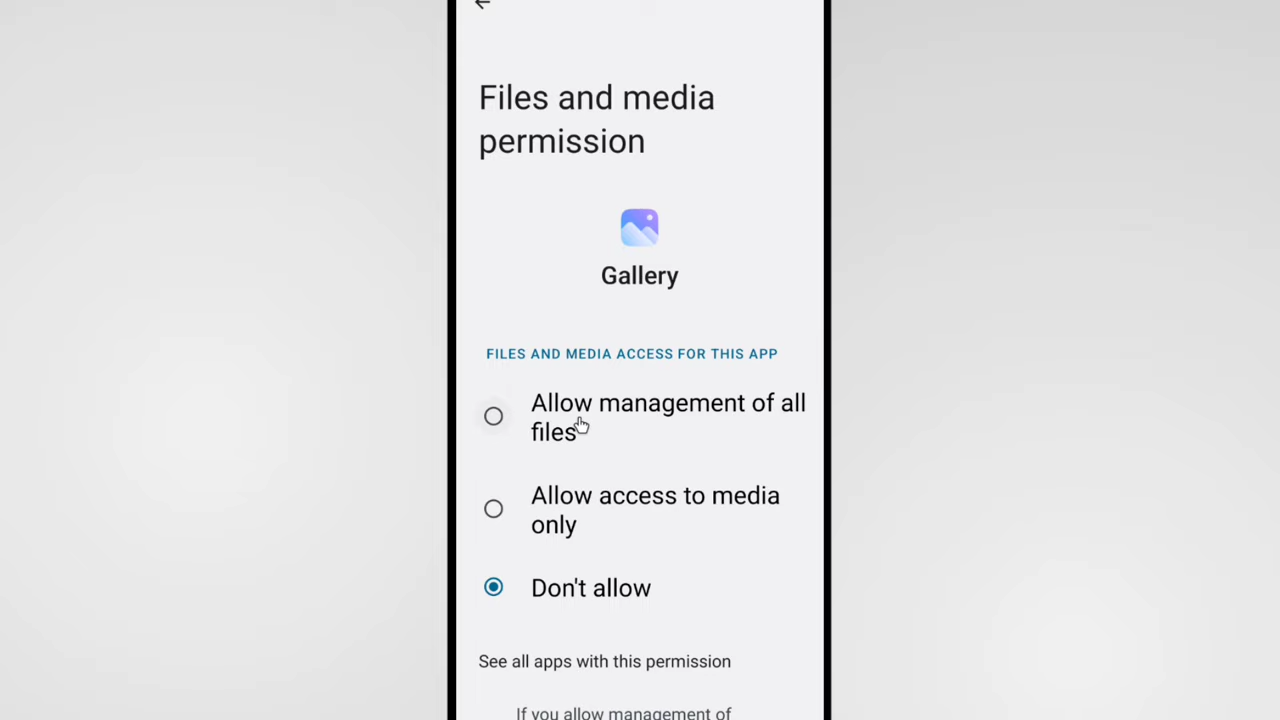 Files and media
permission
Gallery
FILES AND MEDIA ACCESS FOR THIS APP
Allow management of all
files
Allow access to media
only
Don't allow
See all apps with this permission
If you allow management of